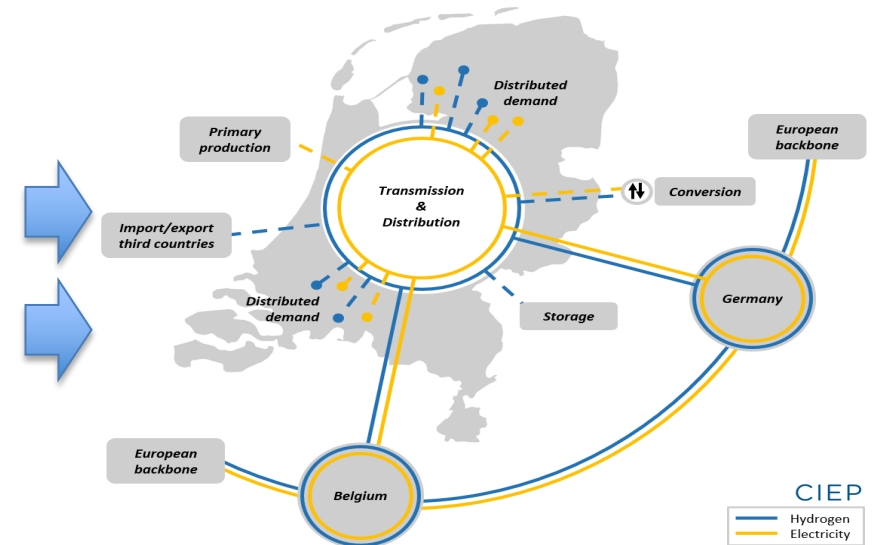 Distributed
demand
Primary
production
European
backbone
Transmission
&
Distribution
Conversion
Import/export
third countries
Distributed
demand
Storage
Germany
European
backbone
Belgium
CIEP
Hydrogen
Electricity